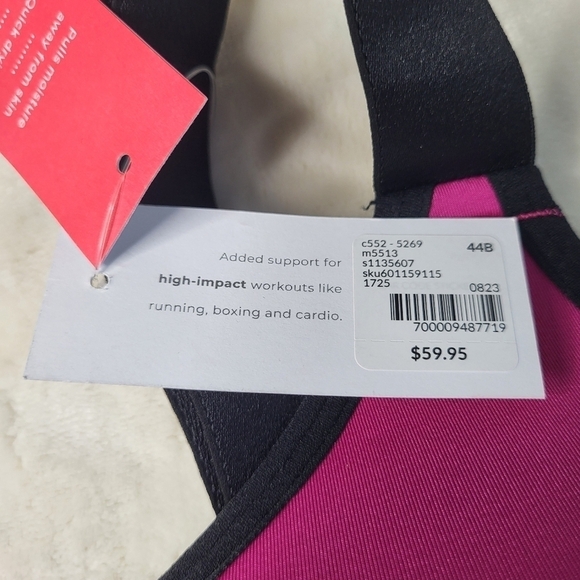 Pulls moisture
away from skin
Quick dry
Added support for
high-impact workouts like
running, boxing and cardio.
c552 - 5269
44B
m5513
s1135607
sku601159115
1725
0823
700009487719
$59.95